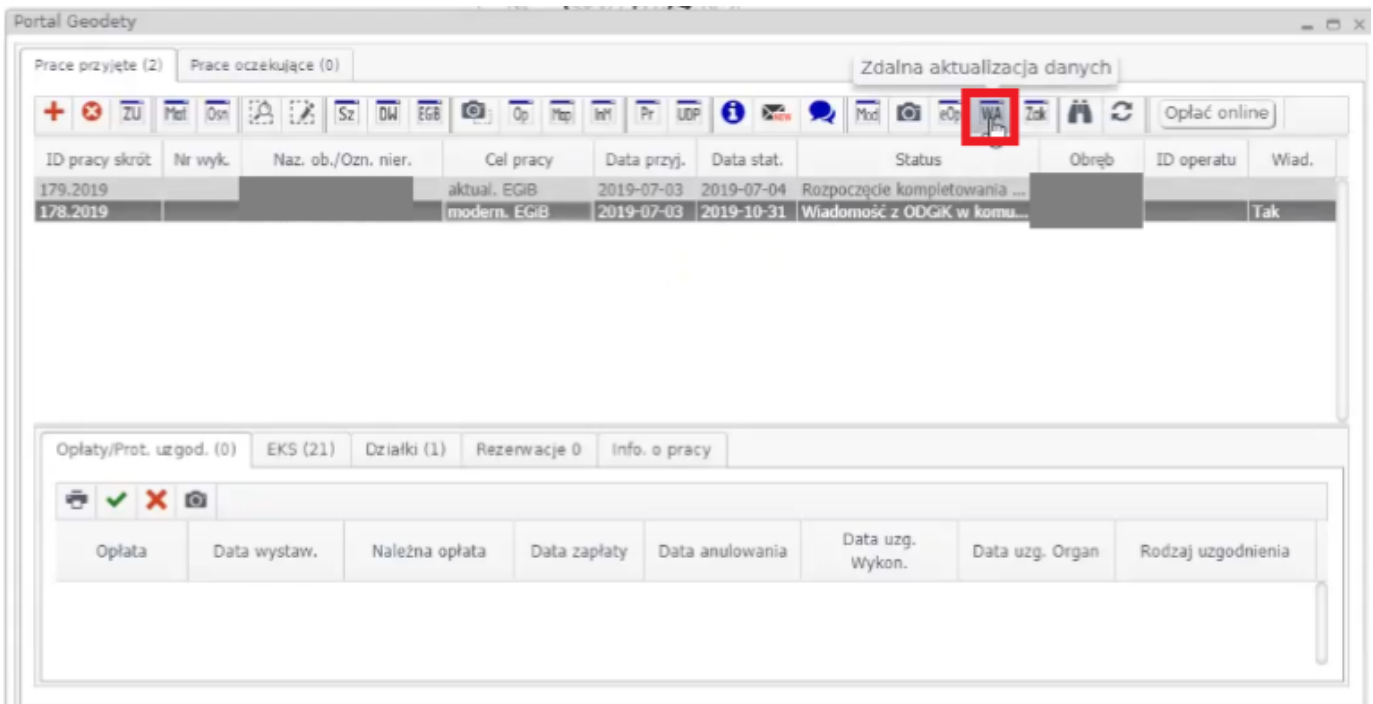 Portal Geodety
Prace przyjęte (2) Prace oczekujące (0)
Zdalna aktualizacja danych
ZU Mat Osn Sz DW EGB Op Map InM Pr UDP NEW Mod eOp WA Zak Opłać online
ID pracy skrót Nr wyk. Naz. ob./Ozn. nier. Cel pracy Data przyj. Data stat. Status Obręb ID operatu Wiad.
179.2019 aktual. EGiB 2019-07-03 2019-07-04 Rozpoczęcie kompletowania ...
178.2019 modern. EGiB 2019-07-03 2019-10-31 Wiadomość z ODGiK w komu... Tak
Opłaty/Prot. uzgod. (0) EKS (21) Działki (1) Rezerwacje 0 Info. o pracy
Opłata Data wystaw. Należna opłata Data zapłaty Data anulowania Data uzg. Wykon. Data uzg. Organ Rodzaj uzgodnienia